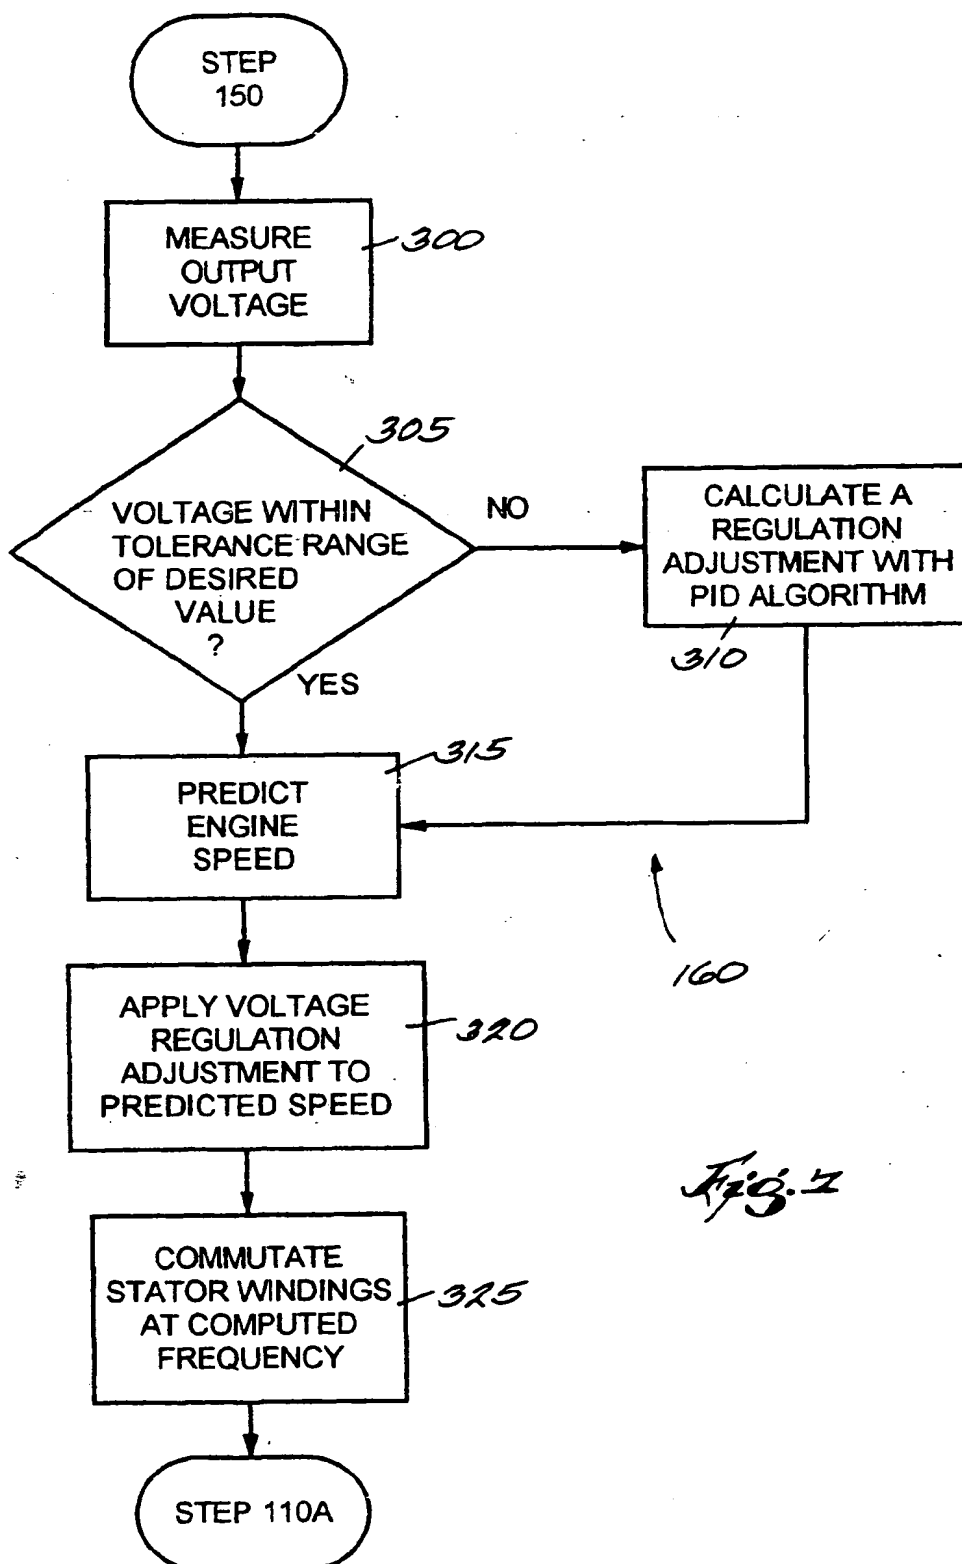 STEP
150
MEASURE
OUTPUT
VOLTAGE
300
305
VOLTAGE WITHIN
TOLERANCE RANGE
OF DESIRED
VALUE
?
NO
YES
CALCULATE A
REGULATION
ADJUSTMENT WITH
PID ALGORITHM
310
PREDICT
ENGINE
SPEED
315
160
APPLY VOLTAGE
REGULATION
ADJUSTMENT TO
PREDICTED SPEED
320
COMMUTATE
STATOR WINDINGS
AT COMPUTED
FREQUENCY
325
Fig. 7
STEP 110A